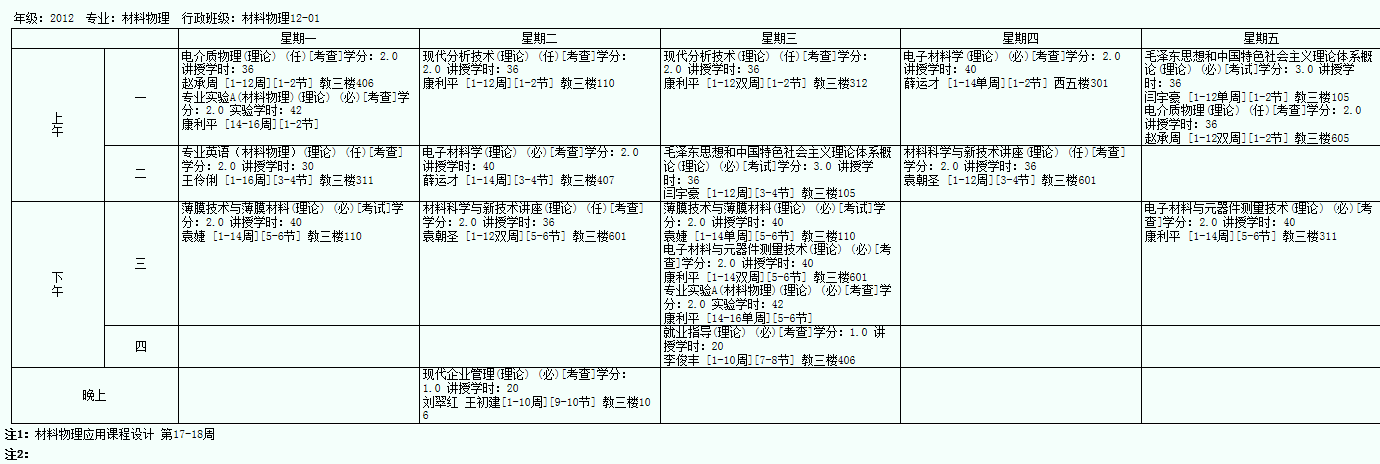 年级：2012　专业：材料物理　行政班级：材料物理12-01
星期一
星期二
星期三
星期四
星期五
上午
一
电介质物理(理论) (任)[考查]学分：2.0
讲授学时：36
赵承周 [1-12周][1-2节] 教三楼406
专业实验A(材料物理)(理论) (必)[考查]学
分：2.0 实验学时：42
康利平 [14-16周][1-2节]
现代分析技术(理论) (任)[考查]学分：
2.0 讲授学时：36
康利平 [1-12周][1-2节] 教三楼110
现代分析技术(理论) (任)[考查]学分：
2.0 讲授学时：36
康利平 [1-12双周][1-2节] 教三楼312
电子材料学(理论) (必)[考查]学分：2.0
讲授学时：40
薛运才 [1-14单周][1-2节] 西五楼301
毛泽东思想和中国特色社会主义理论体系概
论(理论) (必)[考试]学分：3.0 讲授学
时：36
闫宇豪 [1-12单周][1-2节] 教三楼105
电介质物理(理论) (任)[考查]学分：2.0
讲授学时：36
赵承周 [1-12双周][1-2节] 教三楼605
二
专业英语（材料物理）(理论) (任)[考查]
学分：2.0 讲授学时：30
王伶俐 [1-16周][3-4节] 教三楼311
电子材料学(理论) (必)[考查]学分：2.0
讲授学时：40
薛运才 [1-14周][3-4节] 教三楼407
毛泽东思想和中国特色社会主义理论体系概
论(理论) (必)[考试]学分：3.0 讲授学
时：36
闫宇豪 [1-12周][3-4节] 教三楼105
材料科学与新技术讲座(理论) (任)[考查]
学分：2.0 讲授学时：36
袁朝圣 [1-12周][3-4节] 教三楼601
下午
三
薄膜技术与薄膜材料(理论) (必)[考试]学
分：2.0 讲授学时：40
袁婕 [1-14周][5-6节] 教三楼110
材料科学与新技术讲座(理论) (任)[考查]
学分：2.0 讲授学时：36
袁朝圣 [1-12双周][5-6节] 教三楼601
薄膜技术与薄膜材料(理论) (必)[考试]学
分：2.0 讲授学时：40
袁婕 [1-14单周][5-6节] 教三楼110
电子材料与元器件测量技术(理论) (必)[考
查]学分：2.0 讲授学时：40
康利平 [1-14双周][5-6节] 教三楼601
专业实验A(材料物理)(理论) (必)[考查]学
分：2.0 实验学时：42
康利平 [14-16单周][5-6节]
电子材料与元器件测量技术(理论) (必)[考
查]学分：2.0 讲授学时：40
康利平 [1-14周][5-6节] 教三楼311
四
就业指导(理论) (必)[考查]学分：1.0 讲
授学时：20
李俊丰 [1-10周][7-8节] 教三楼406
晚上
现代企业管理(理论) (必)[考查]学分：
1.0 讲授学时：20
刘翠红 王初建[1-10周][9-10节] 教三楼10
6
注1：材料物理应用课程设计 第17-18周
注2：